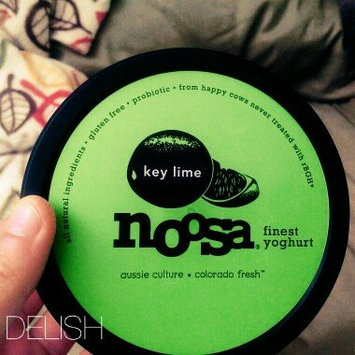 all natural ingredients • gluten free • probiotic • from happy cows never treated with rBGH*
key lime
noosa®
finest
yoghurt
aussie culture • colorado fresh™
DELISH